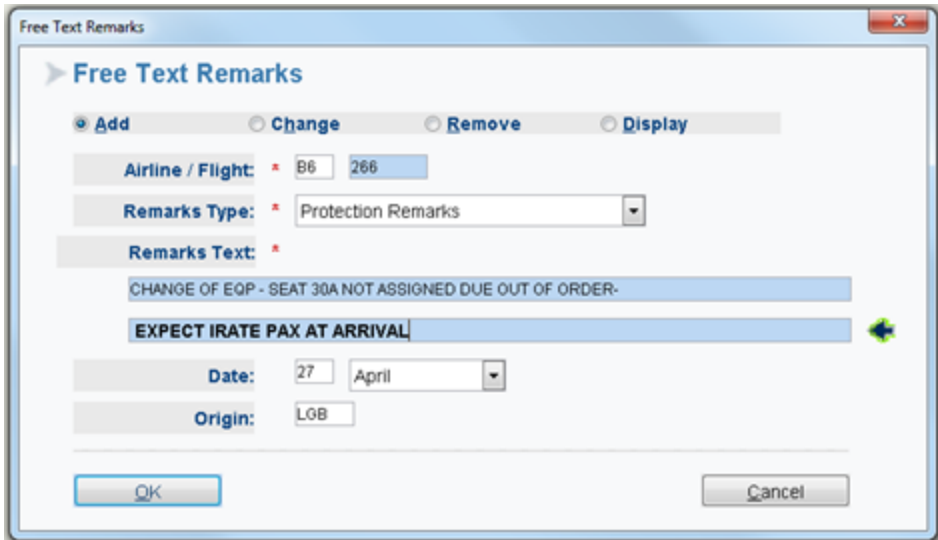 Free Text Remarks
Free Text Remarks
Add Change Remove Display
Airline / Flight: * B6 266
Remarks Type: * Protection Remarks
Remarks Text: *
CHANGE OF EQP - SEAT 30A NOT ASSIGNED DUE OUT OF ORDER-
EXPECT IRATE PAX AT ARRIVAL
Date: 27 April
Origin: LGB
OK Cancel